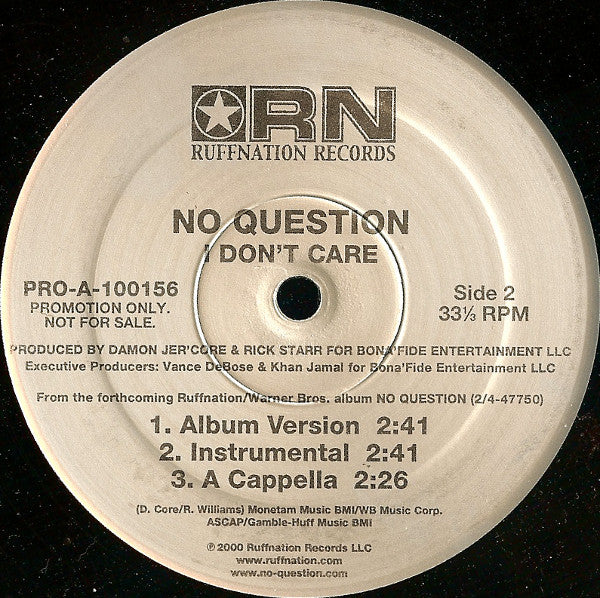 RN
RUFFNATION RECORDS
NO QUESTION
I DON'T CARE
PRO-A-100156
PROMOTION ONLY.
NOT FOR SALE.
Side 2
33⅓ RPM
PRODUCED BY DAMON JER'CORE & RICK STARR FOR BONA'FIDE ENTERTAINMENT LLC
Executive Producers: Vance DeBose & Khan Jamal for Bona'Fide Entertainment LLC
From the forthcoming Ruffnation/Warner Bros. album NO QUESTION (2/4-47750)
1. Album Version 2:41
2. Instrumental 2:41
3. A Cappella 2:26
(D. Core/R. Williams) Monetam Music BMI/WB Music Corp.
ASCAP/Gamble-Huff Music BMI
℗ 2000 Ruffnation Records LLC
www.ruffnation.com
www.no-question.com